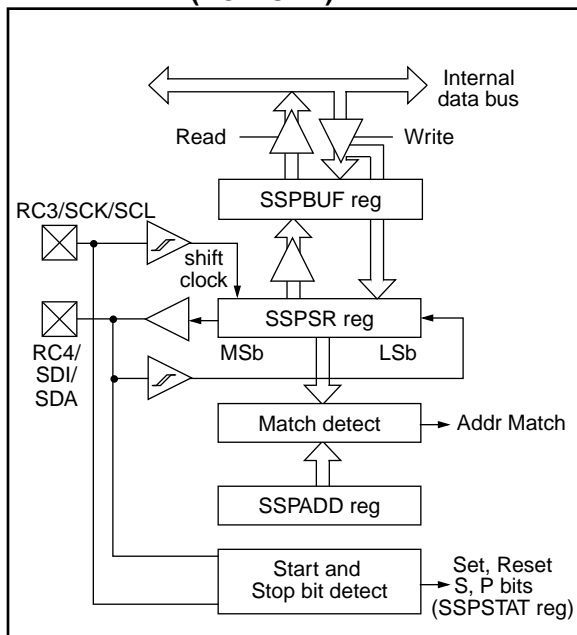 Internal
data bus
Read
Write
SSPBUF reg
RC3/SCK/SCL
shift
clock
SSPSR reg
MSb
LSb
RC4/
SDI/
SDA
Match detect
Addr Match
SSPADD reg
Start and
Stop bit detect
Set, Reset
S, P bits
(SSPSTAT reg)